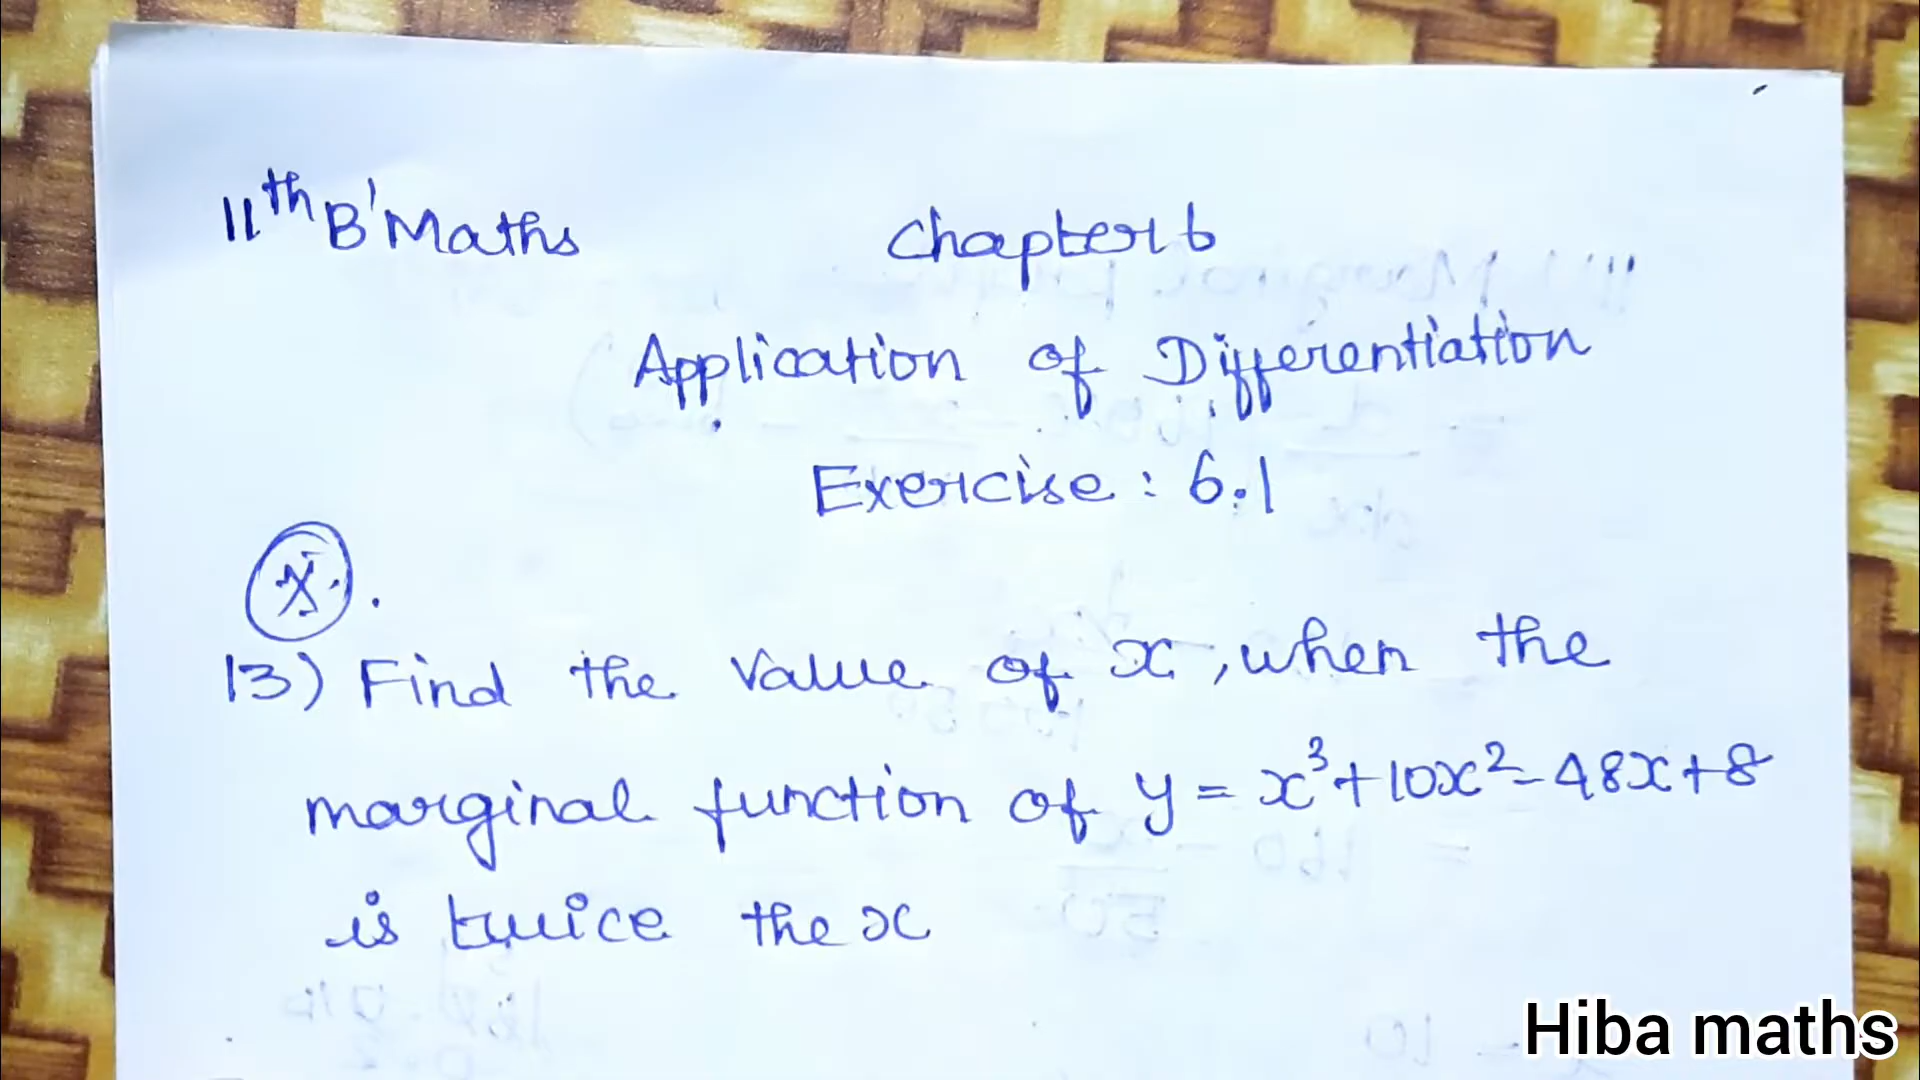 11th B'Maths Chapter 6
Application of Differentiation
Exercise: 6.1
X.
13) Find the Value of x, when the
marginal function of y = x³+10x²-48x+8
is twice the x
Hiba maths